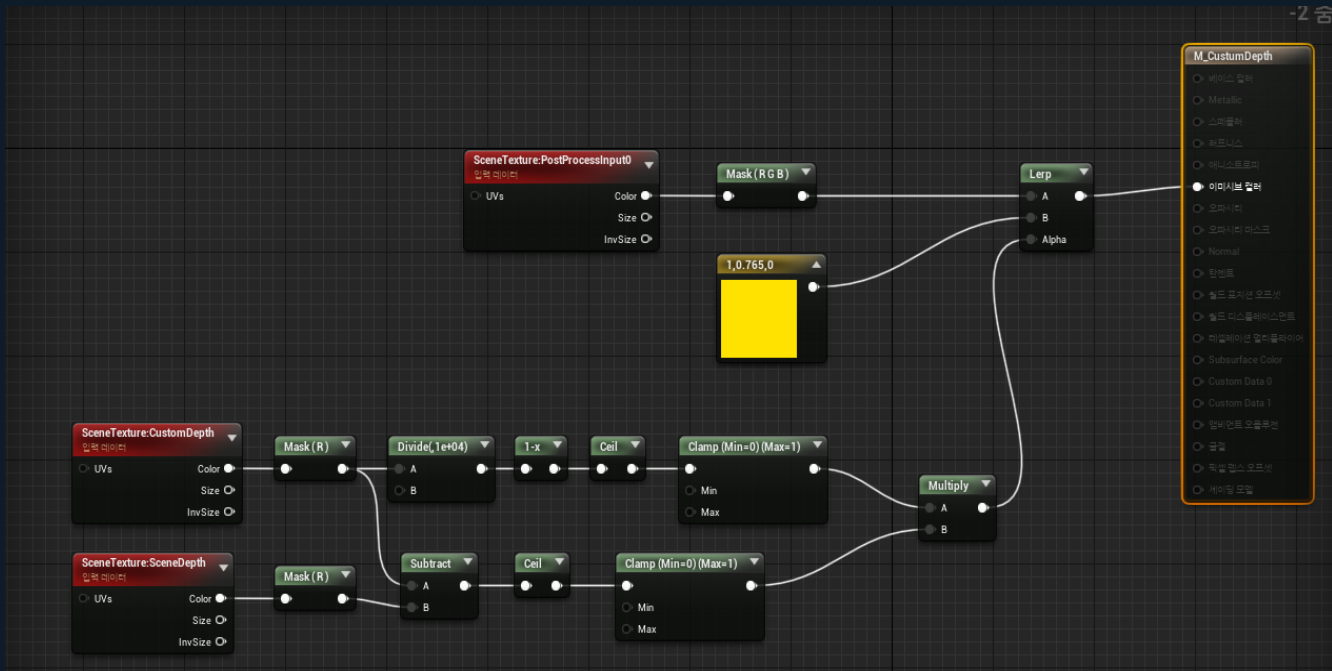 -2 줌
M_CustumDepth
베이스 컬러
Metallic
스페큘러
러프니스
애니소트로피
이미시브 컬러
오파시티
오파시티 마스크
Normal
탄젠트
월드 포지션 오프셋
월드 디스플레이스먼트
테셀레이션 멀티플라이어
Subsurface Color
Custom Data 0
Custom Data 1
앰비언트 오클루전
굴절
픽셀 뎁스 오프셋
셰이딩 모델
SceneTexture:PostProcessInput0
입력 데이터
UVs
Color
Size
InvSize
Mask ( R G B )
Lerp
A
B
Alpha
1,0.765,0
SceneTexture:CustomDepth
입력 데이터
UVs
Color
Size
InvSize
Mask ( R )
Divide(,1e+04)
A
B
1-x
Ceil
Clamp (Min=0) (Max=1)
Min
Max
Multiply
A
B
SceneTexture:SceneDepth
입력 데이터
UVs
Color
Size
InvSize
Mask ( R )
Subtract
A
B
Ceil
Clamp (Min=0) (Max=1)
Min
Max